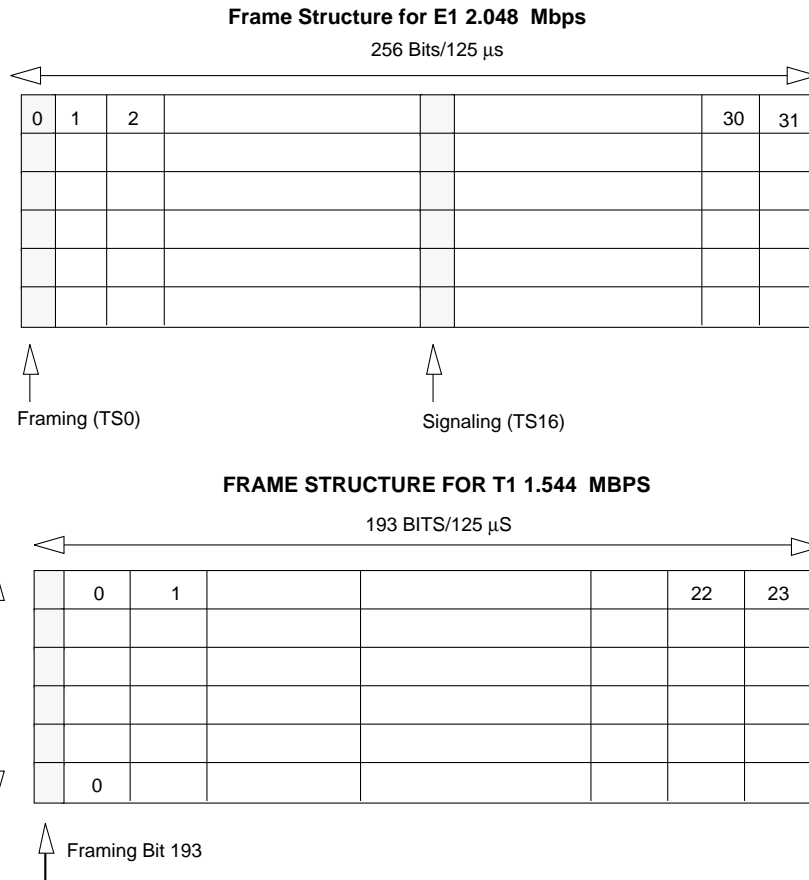 Frame Structure for E1 2.048 Mbps
256 Bits/125 μs
0 1 2 30 31
Framing (TS0)
Signaling (TS16)
FRAME STRUCTURE FOR T1 1.544 MBPS
193 BITS/125 μS
0 1 22 23
0
Framing Bit 193